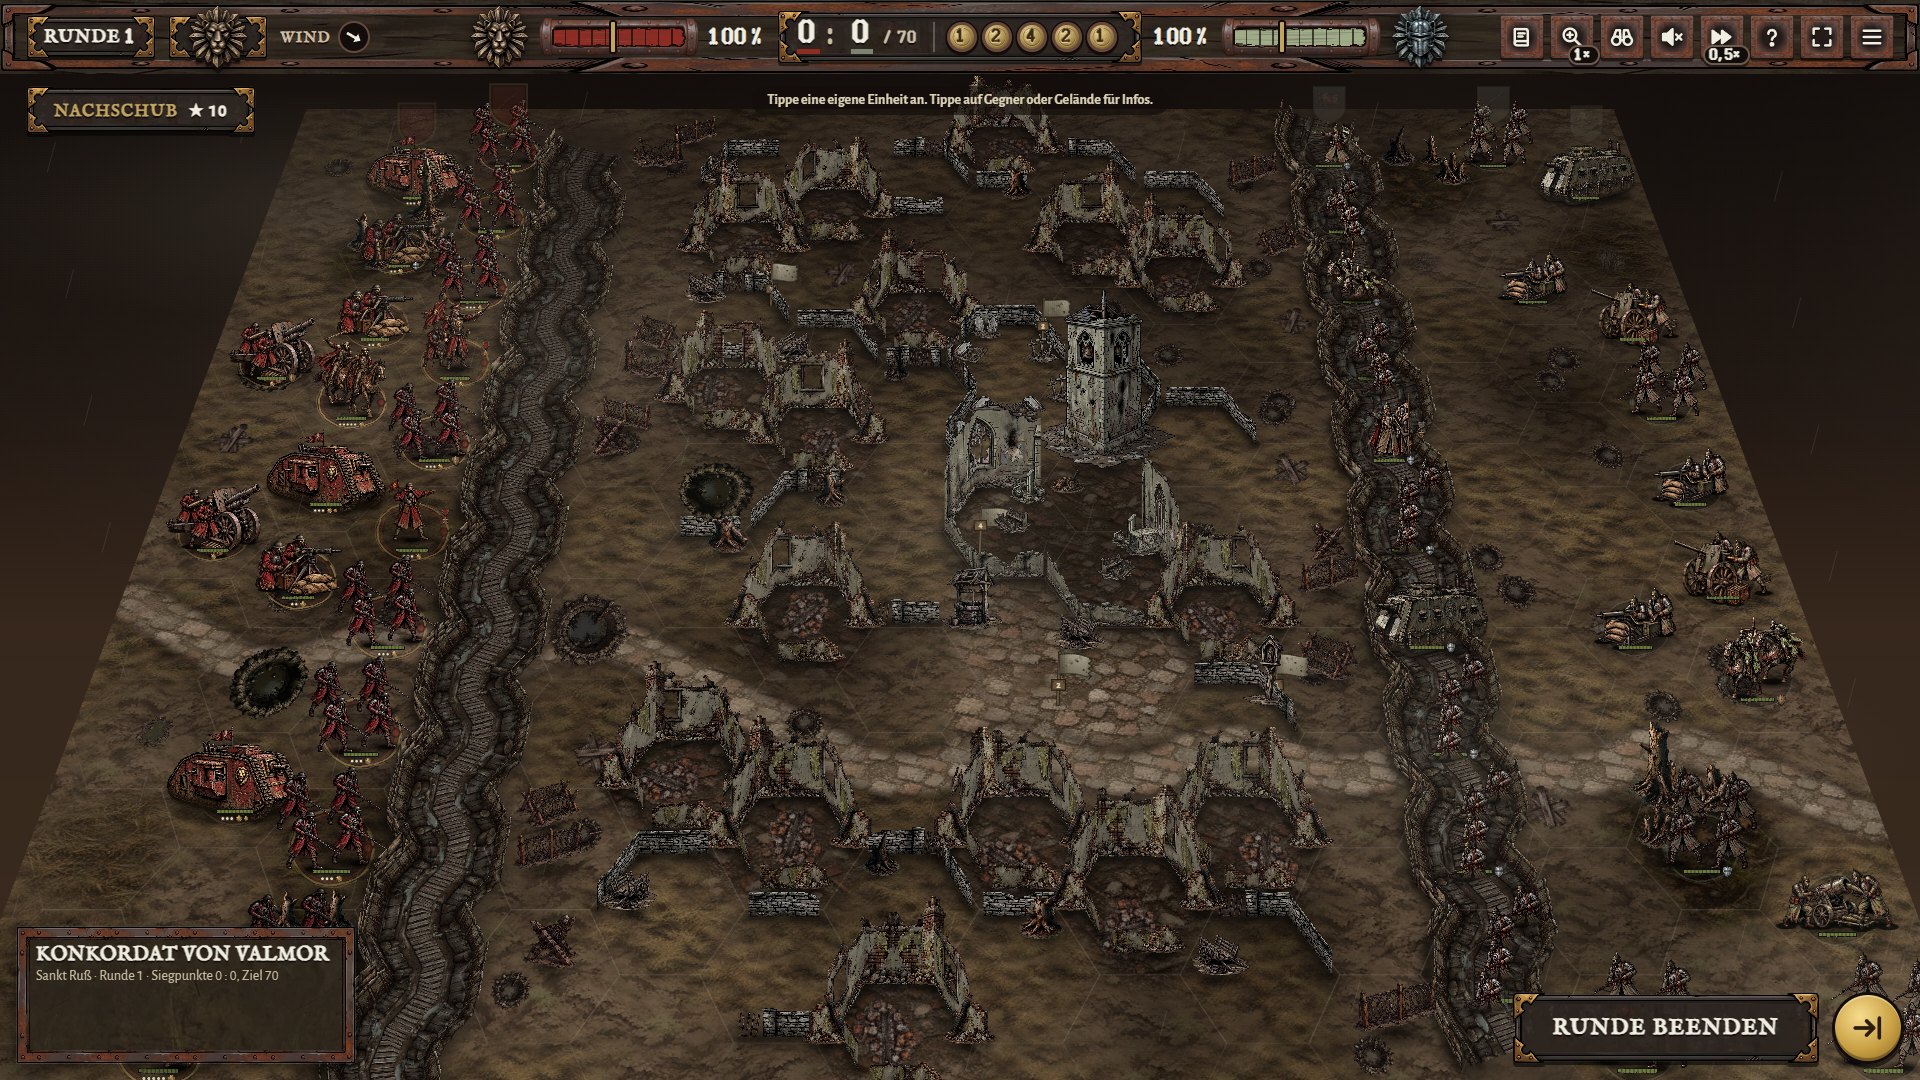 RUNDE 1
WIND
100%
0 : 0 / 70
1 2 4 2 1
100%
1×
0,5×
?
NACHSCHUB ★ 10
Tippe eine eigene Einheit an. Tippe auf Gegner oder Gelände für Infos.
4
2
KONKORDAT VON VALMOR
Sankt Ruß · Runde 1 · Siegpunkte 0 : 0, Ziel 70
RUNDE BEENDEN